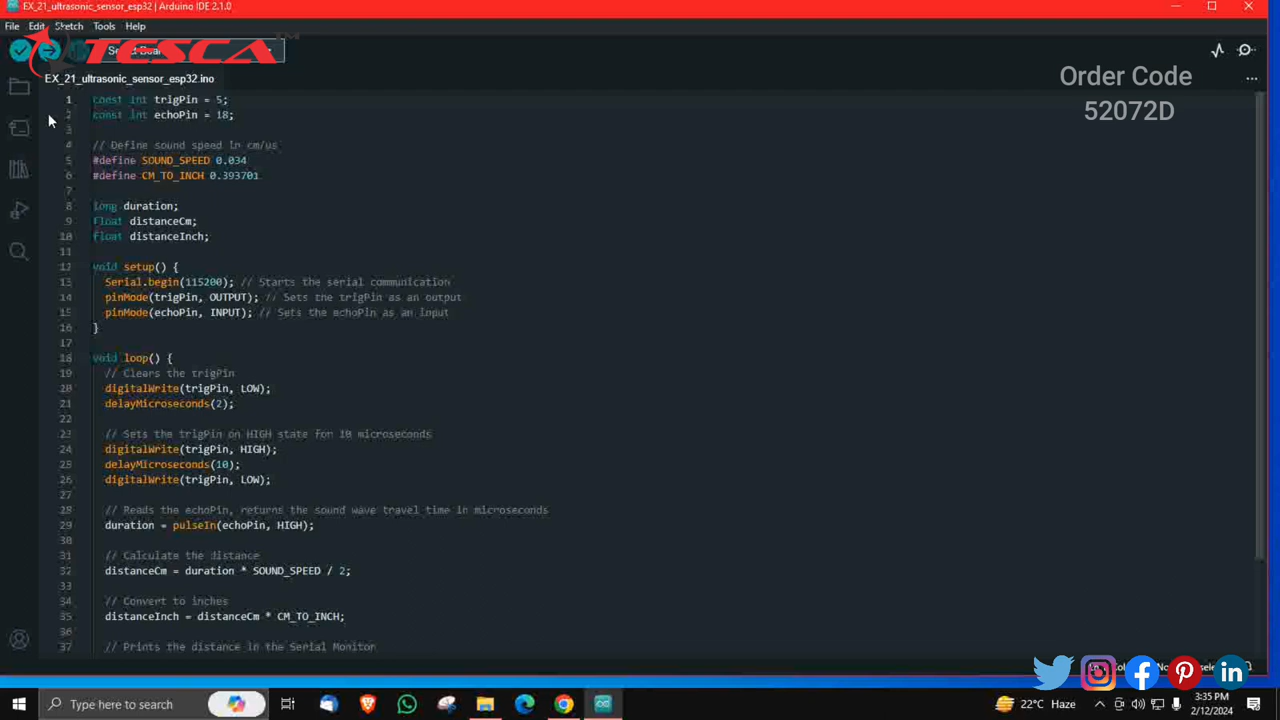 EX_21_ultrasonic_sensor_esp32 | Arduino IDE 2.1.0
File Edit Sketch Tools Help
TESCA
Order Code
52072D
EX_21_ultrasonic_sensor_esp32.ino
1 const int trigPin = 5;
2 const int echoPin = 18;
3
4 // Define sound speed in cm/us
5 #define SOUND_SPEED 0.034
6 #define CM_TO_INCH 0.393701
7
8 long duration;
9 float distanceCm;
10 float distanceInch;
11
12 void setup() {
13 Serial.begin(115200); // Starts the serial communication
14 pinMode(trigPin, OUTPUT); // Sets the trigPin as an output
15 pinMode(echoPin, INPUT); // Sets the echoPin as an input
16 }
17
18 void loop() {
19 // Clears the trigPin
20 digitalWrite(trigPin, LOW);
21 delayMicroseconds(2);
22
23 // Sets the trigPin on HIGH state for 10 microseconds
24 digitalWrite(trigPin, HIGH);
25 delayMicroseconds(10);
26 digitalWrite(trigPin, LOW);
27
28 // Reads the echoPin, returns the sound wave travel time in microseconds
29 duration = pulseIn(echoPin, HIGH);
30
31 // Calculate the distance
32 distanceCm = duration * SOUND_SPEED / 2;
33
34 // Convert to inches
35 distanceInch = distanceCm * CM_TO_INCH;
36
37 // Prints the distance in the Serial Monitor
Type here to search
22°C Haze
3:35 PM
2/12/2024